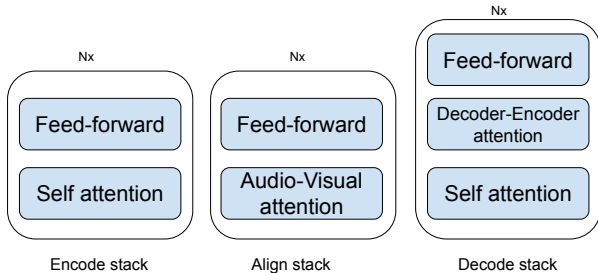 Nx
Feed-forward
Self attention
Encode stack
Nx
Feed-forward
Audio-Visual
attention
Align stack
Nx
Feed-forward
Decoder-Encoder
attention
Self attention
Decode stack